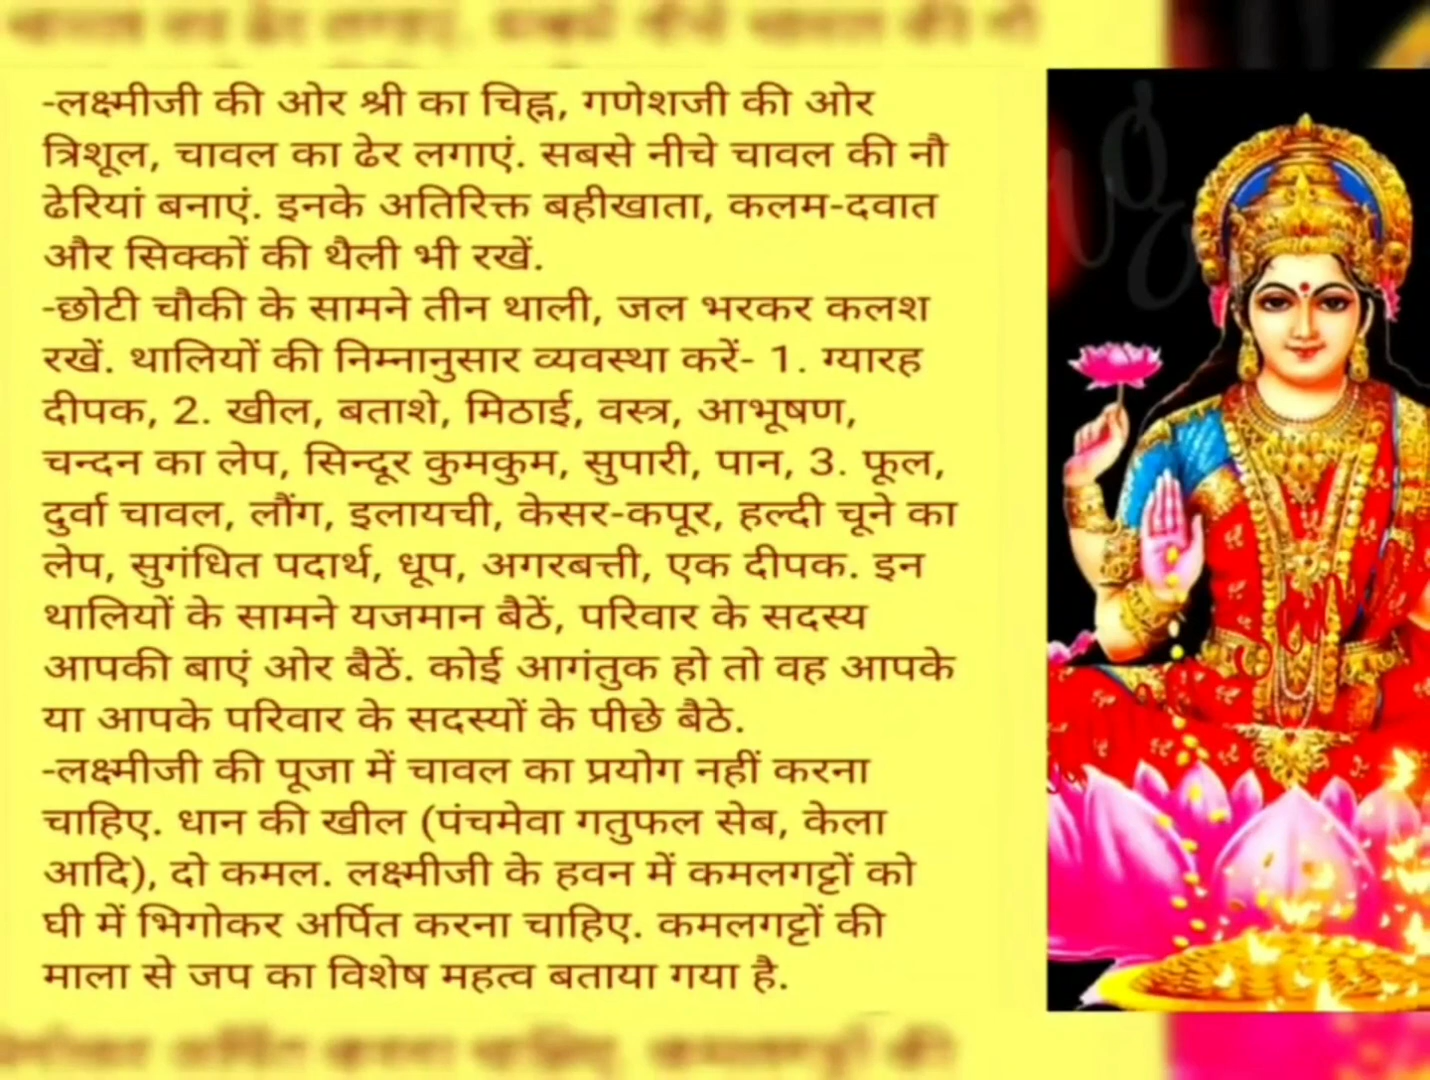 -लक्ष्मीजी की ओर श्री का चिह्न, गणेशजी की ओर
त्रिशूल, चावल का ढेर लगाएं. सबसे नीचे चावल की नौ
ढेरियां बनाएं. इनके अतिरिक्त बहीखाता, कलम-दवात
और सिक्कों की थैली भी रखें.
-छोटी चौकी के सामने तीन थाली, जल भरकर कलश
रखें. थालियों की निम्नानुसार व्यवस्था करें- 1. ग्यारह
दीपक, 2. खील, बताशे, मिठाई, वस्त्र, आभूषण,
चन्दन का लेप, सिन्दूर कुमकुम, सुपारी, पान, 3. फूल,
दुर्वा चावल, लौंग, इलायची, केसर-कपूर, हल्दी चूने का
लेप, सुगंधित पदार्थ, धूप, अगरबत्ती, एक दीपक. इन
थालियों के सामने यजमान बैठें, परिवार के सदस्य
आपकी बाएं ओर बैठें. कोई आगंतुक हो तो वह आपके
या आपके परिवार के सदस्यों के पीछे बैठे.
-लक्ष्मीजी की पूजा में चावल का प्रयोग नहीं करना
चाहिए. धान की खील (पंचमेवा गतुफल सेब, केला
आदि), दो कमल. लक्ष्मीजी के हवन में कमलगट्टों को
घी में भिगोकर अर्पित करना चाहिए. कमलगट्टों की
माला से जप का विशेष महत्व बताया गया है.